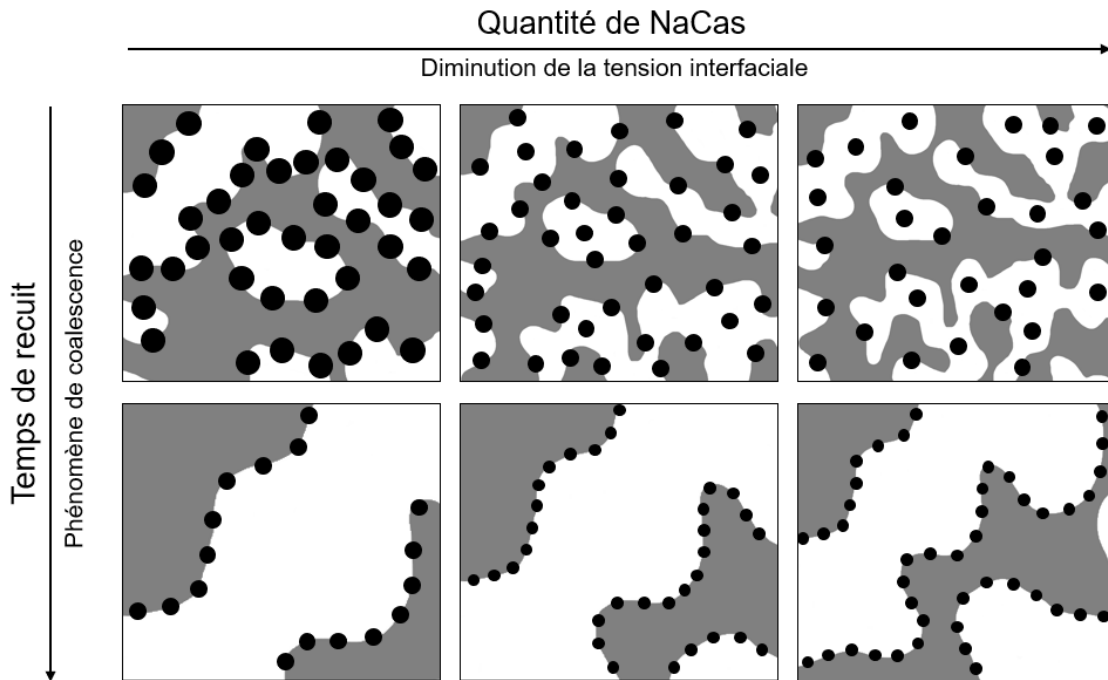 Quantité de NaCas
Diminution de la tension interfaciale
Temps de recuit
Phénomène de coalescence